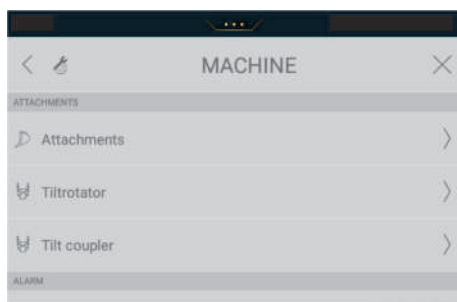 MACHINE
ATTACHMENTS
Attachments
Tiltrotator
Tilt coupler
ALARM